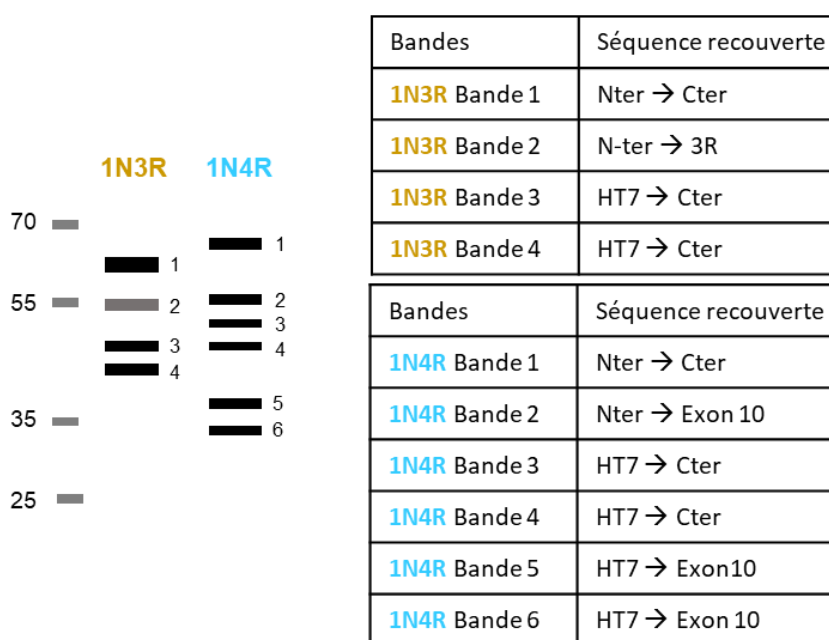 1N3R 1N4R
70
55
35
25
1
2
3
4
1
2
3
4
5
6
Bandes Séquence recouverte
1N3R Bande 1 Nter → Cter
1N3R Bande 2 N-ter → 3R
1N3R Bande 3 HT7 → Cter
1N3R Bande 4 HT7 → Cter
Bandes Séquence recouverte
1N4R Bande 1 Nter → Cter
1N4R Bande 2 Nter → Exon 10
1N4R Bande 3 HT7 → Cter
1N4R Bande 4 HT7 → Cter
1N4R Bande 5 HT7 → Exon10
1N4R Bande 6 HT7 → Exon 10